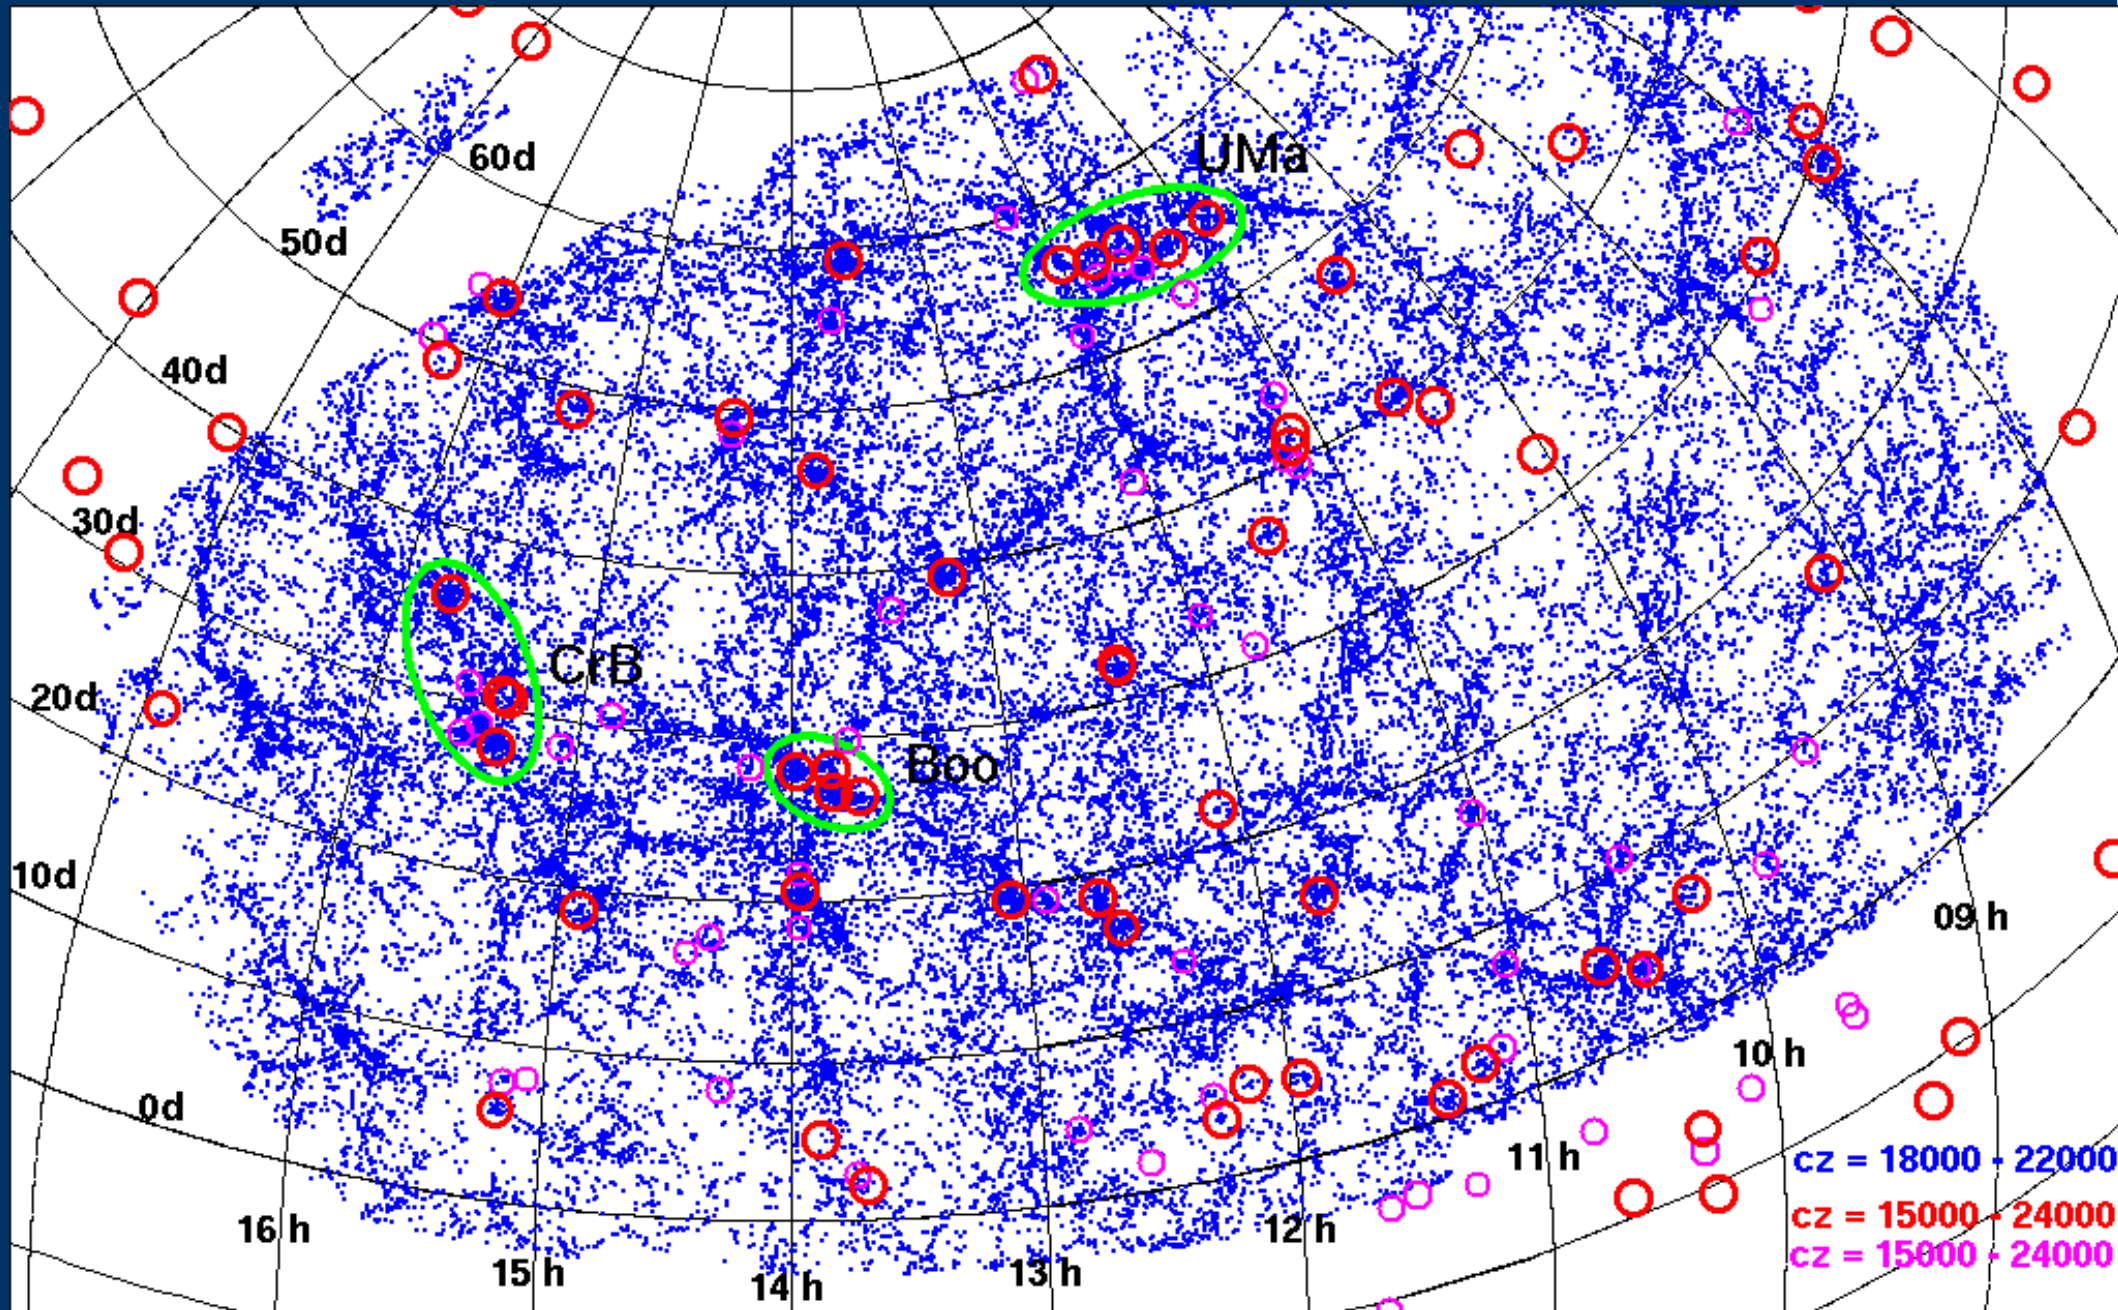 UMa
60d
50d
40d
30d
CrB
20d
Boo
10d
09 h
10 h
0d
11 h
cz = 18000 - 22000
16 h
12 h
cz = 15000 - 24000
cz = 15000 - 24000
15 h
14 h
13 h